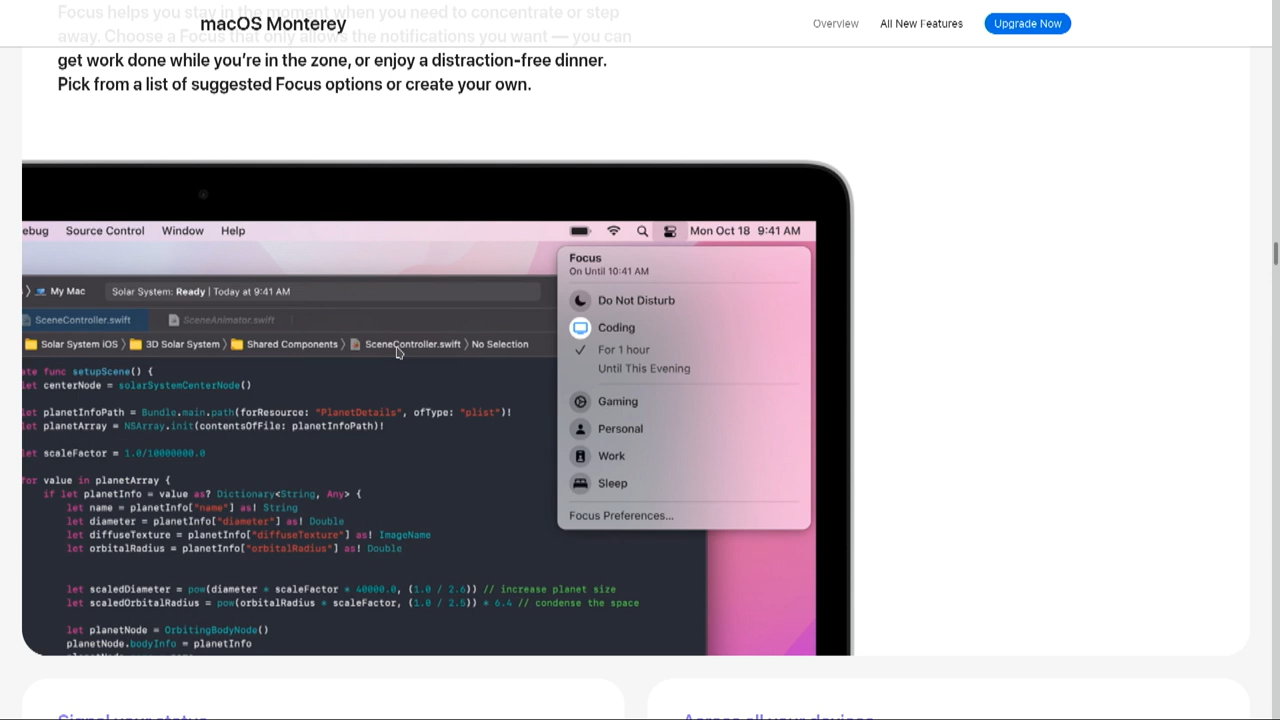 Focus helps you stay in the moment when you need to concentrate or step
away. Choose a Focus that only allows the notifications you want — you can
macOS Monterey
Overview
All New Features
Upgrade Now
get work done while you’re in the zone, or enjoy a distraction-free dinner.
Pick from a list of suggested Focus options or create your own.
ebug Source Control Window Help
Mon Oct 18 9:41 AM
Focus
On Until 10:41 AM
Do Not Disturb
Coding
For 1 hour
Until This Evening
Gaming
Personal
Work
Sleep
Focus Preferences...
My Mac
Solar System: Ready | Today at 9:41 AM
SceneController.swift
SceneAnimator.swift
Solar System iOS 〉 3D Solar System 〉 Shared Components 〉 SceneController.swift 〉 No Selection
ate func setupScene() {
let centerNode = solarSystemCenterNode()
let planetInfoPath = Bundle.main.path(forResource: "PlanetDetails", ofType: "plist")!
let planetArray = NSArray.init(contentsOfFile: planetInfoPath)!
let scaleFactor = 1.0/10000000.0
for value in planetArray {
if let planetInfo = value as? Dictionary<String, Any> {
let name = planetInfo["name"] as! String
let diameter = planetInfo["diameter"] as! Double
let diffuseTexture = planetInfo["diffuseTexture"] as! ImageName
let orbitalRadius = planetInfo["orbitalRadius"] as! Double
let scaledDiameter = pow(diameter * scaleFactor * 40000.0, (1.0 / 2.6)) // increase planet size
let scaledOrbitalRadius = pow(orbitalRadius * scaleFactor, (1.0 / 2.5)) * 6.4 // condense the space
let planetNode = OrbitingBodyNode()
planetNode.bodyInfo = planetInfo
Signal your status
Across all your devices